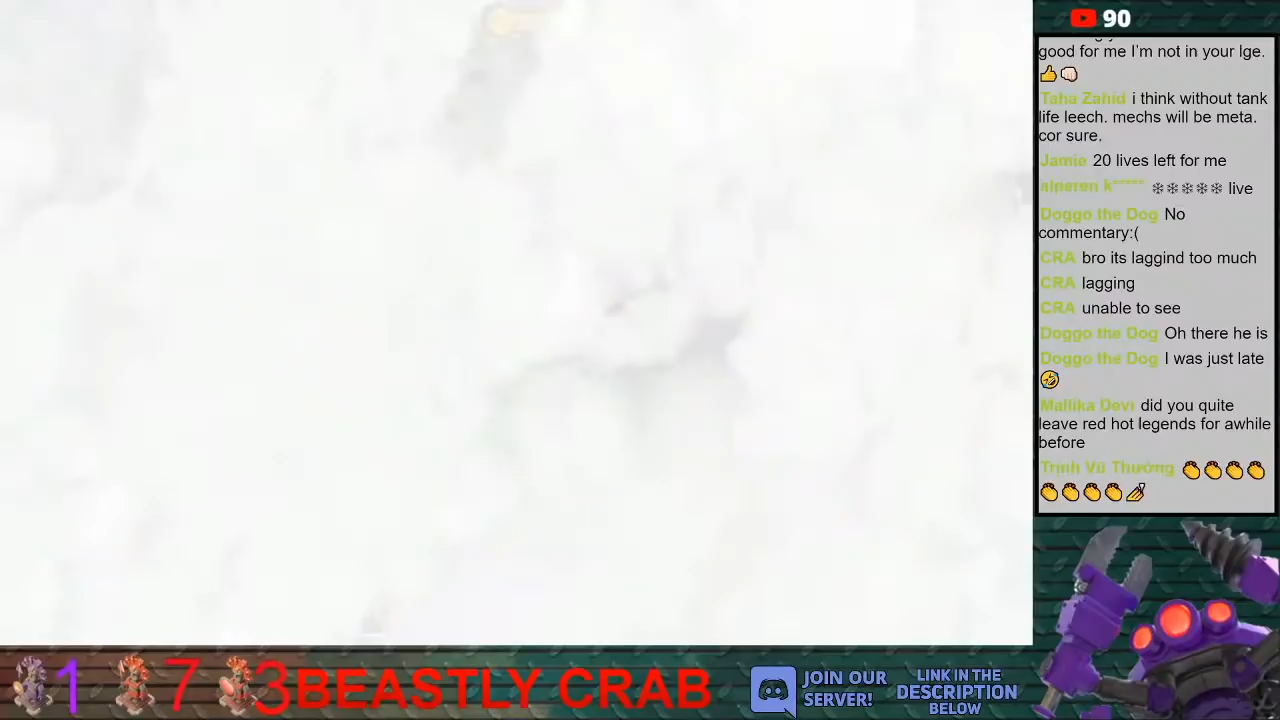 90
good for me I'm not in your lge.
👍👊🏻
Taha Zahid i think without tank
life leech. mechs will be meta.
cor sure.
Jamie 20 lives left for me
alperen k***** ❄❄❄❄❄ live
Doggo the Dog No
commentary:(
CRA bro its laggind too much
CRA lagging
CRA unable to see
Doggo the Dog Oh there he is
Doggo the Dog I was just late
🤣
Mallika Devi did you quite
leave red hot legends for awhile
before
Trịnh Vũ Thưởng 👏👏👏👏
👏👏👏👏💅
1 7 3 BEASTLY CRAB
JOIN OUR
SERVER!
LINK IN THE
DESCRIPTION
BELOW